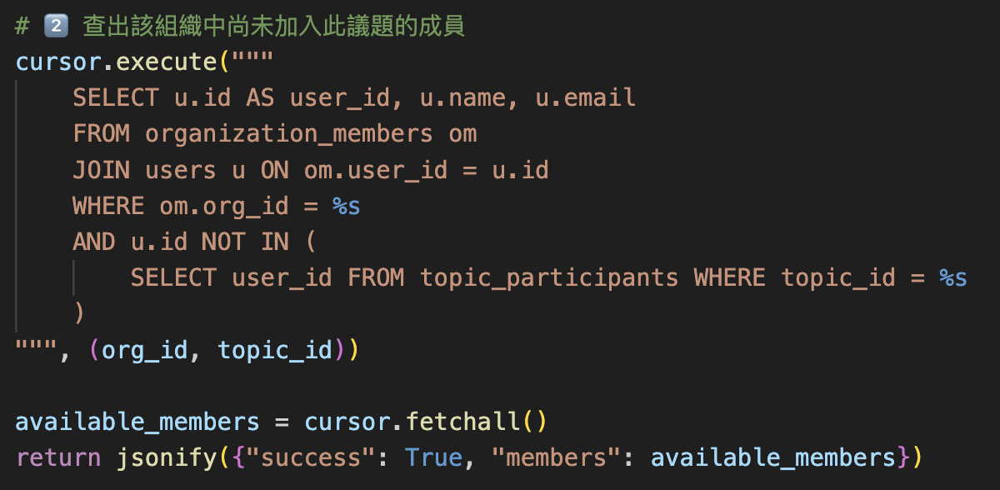 # 2️⃣ 查出該組織中尚未加入此議題的成員
cursor.execute("""
SELECT u.id AS user_id, u.name, u.email
FROM organization_members om
JOIN users u ON om.user_id = u.id
WHERE om.org_id = %s
AND u.id NOT IN (
SELECT user_id FROM topic_participants WHERE topic_id = %s
)
""", (org_id, topic_id))
available_members = cursor.fetchall()
return jsonify({"success": True, "members": available_members})